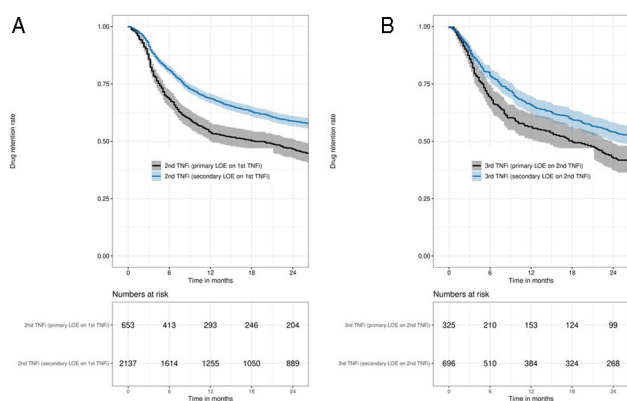 A
1.00
0.75
0.50
0.25
0.00
Drug retention rate
2nd TNFi (primary LOE on 1st TNFi)
2nd TNFi (secondary LOE on 1st TNFi)
0 6 12 18 24
Time in months
Numbers at risk
2nd TNFi (primary LOE on 1st TNFi) 653 413 293 246 204
2nd TNFi (secondary LOE on 1st TNFi) 2137 1614 1255 1050 889
0 6 12 18 24
Time in months
B
1.00
0.75
0.50
0.25
0.00
Drug retention rate
3rd TNFi (primary LOE on 2nd TNFi)
3rd TNFi (secondary LOE on 2nd TNFi)
0 6 12 18 24
Time in months
Numbers at risk
3rd TNFi (primary LOE on 2nd TNFi) 325 210 153 124 99
3rd TNFi (secondary LOE on 2nd TNFi) 696 510 384 324 268
0 6 12 18 24
Time in months